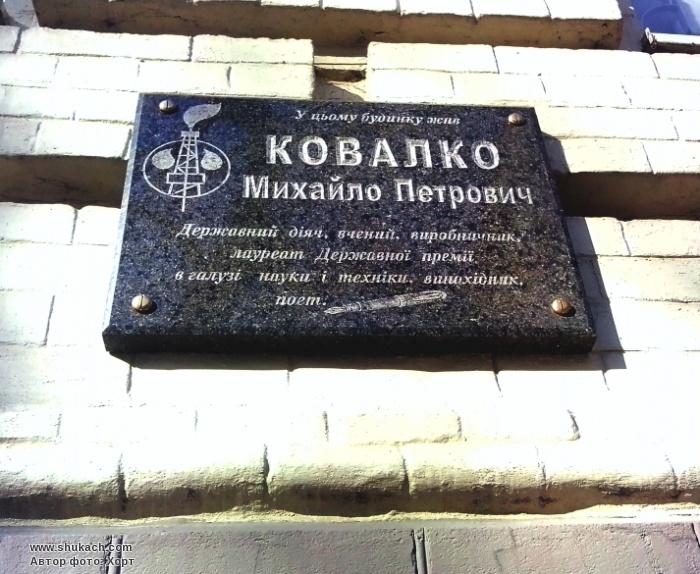 У цьому будинку жив
КОВАЛКО
Михайло Петрович
Державний діяч, вчений, виробничник,
лауреат Державної премії
в галузі науки і техніки, винахідник,
поет.
www.shukach.com
Автор фото: Хорт